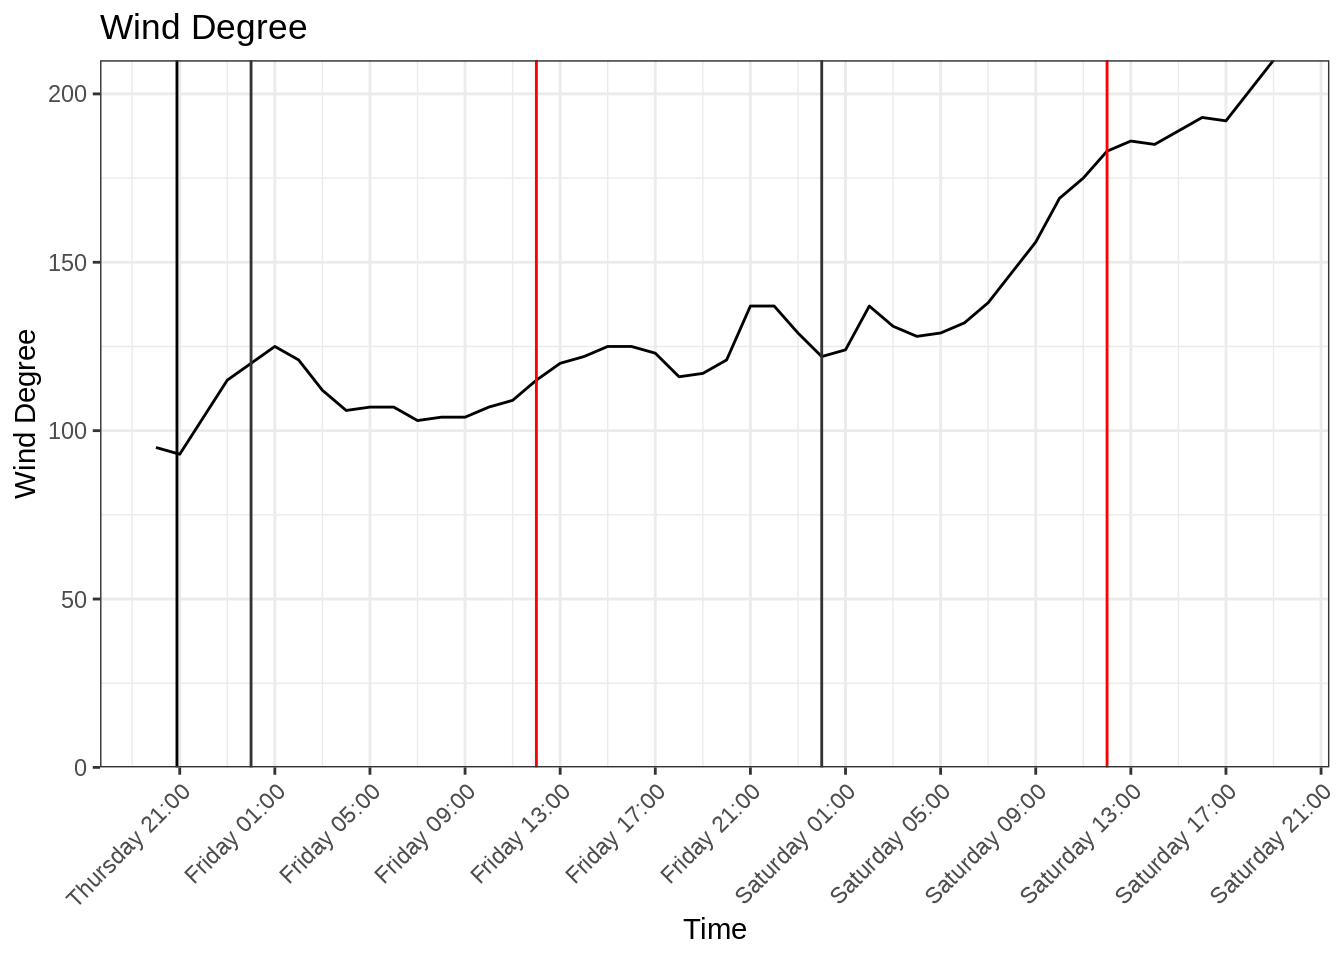 Wind Degree
Wind Degree
200
150
100
50
0
Thursday 21:00
Friday 01:00
Friday 05:00
Friday 09:00
Friday 13:00
Friday 17:00
Friday 21:00
Saturday 01:00
Saturday 05:00
Saturday 09:00
Saturday 13:00
Saturday 17:00
Saturday 21:00
Time